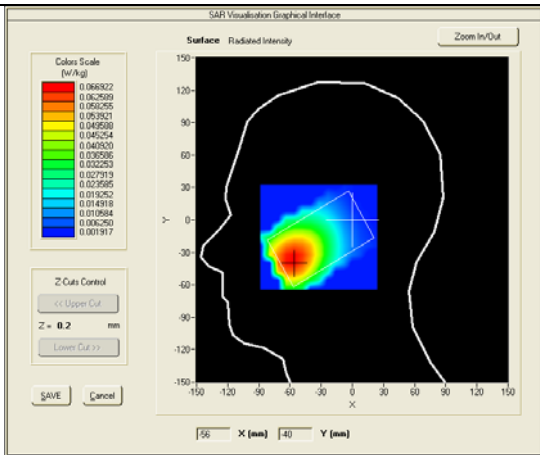 SAR Visualisation Graphical Interface
Surface Radiated Intensity
Zoom In/Out
Colors Scale
(W/kg)
0.066922
0.062589
0.058255
0.053921
0.049588
0.045254
0.040920
0.036586
0.032253
0.027919
0.023585
0.019252
0.014918
0.010584
0.006250
0.001917
150-
120-
90-
60-
30-
Y
0-
-30-
-60-
-90-
-120-
-150-
-150 -120 -90 -60 -30 0 30 60 90 120 150
X
Z Cuts Control
<< Upper Cut
Z = 0.2 mm
Lower Cut >>
SAVE Cancel
-56 X (mm) -40 Y (mm)